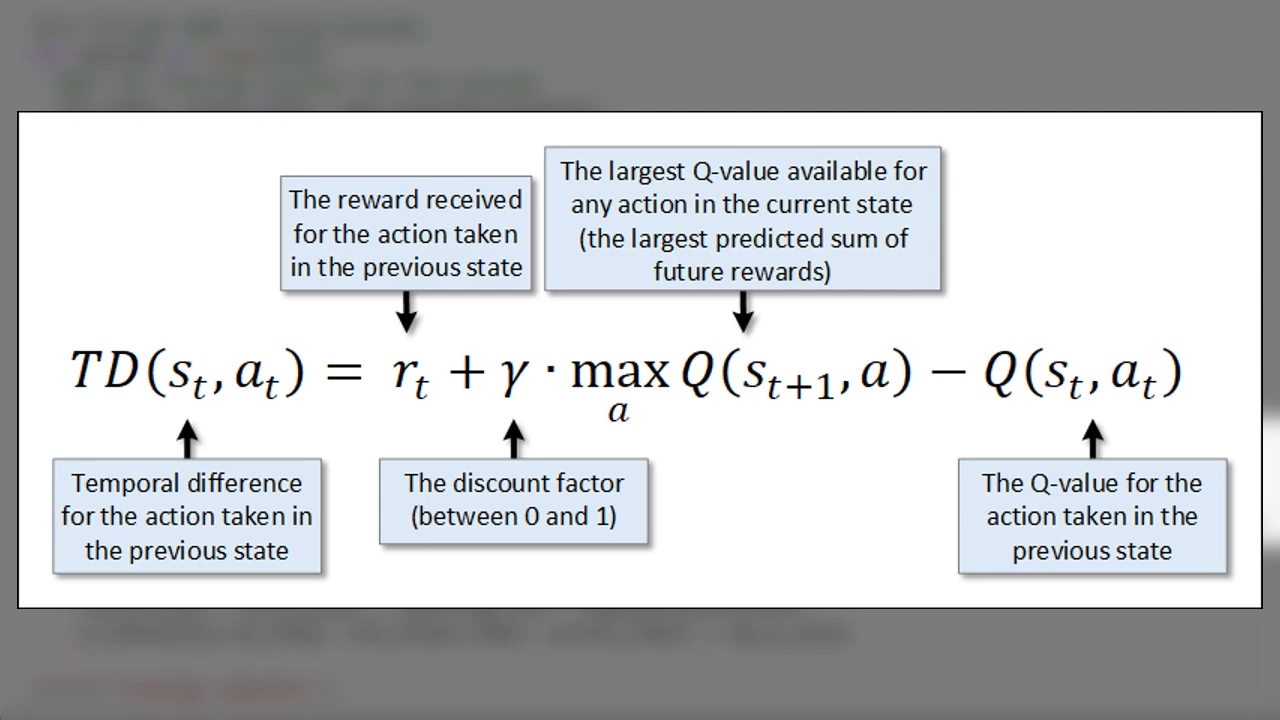 The reward received
for the action taken
in the previous state
The largest Q-value available for
any action in the current state
(the largest predicted sum of
future rewards)
TD(sₜ, aₜ) = rₜ + γ · max Q(sₜ₊₁, a) − Q(sₜ, aₜ)
a
Temporal difference
for the action taken in
the previous state
The discount factor
(between 0 and 1)
The Q-value for the
action taken in the
previous state